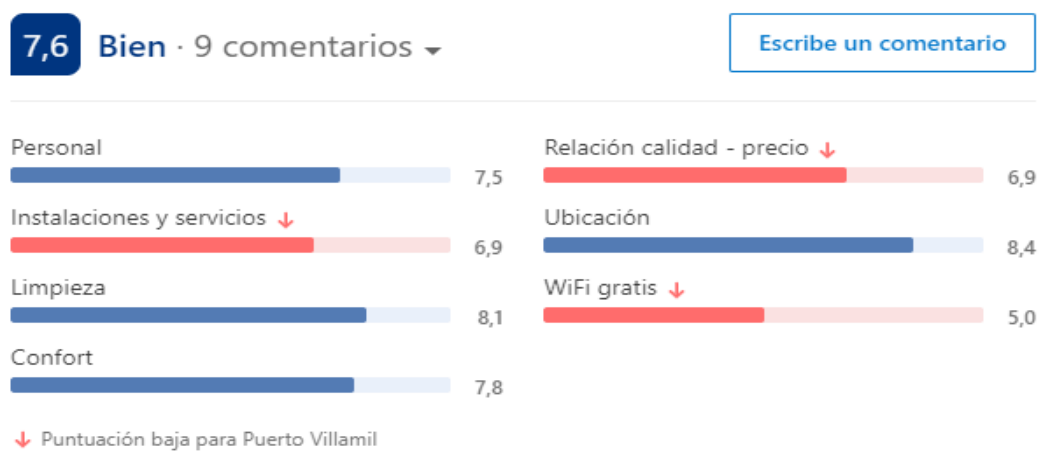 7,6 Bien · 9 comentarios
Escribe un comentario
Personal
7,5
Relación calidad - precio ↓
6,9
Instalaciones y servicios ↓
6,9
Ubicación
8,4
Limpieza
8,1
WiFi gratis ↓
5,0
Confort
7,8
↓ Puntuación baja para Puerto Villamil